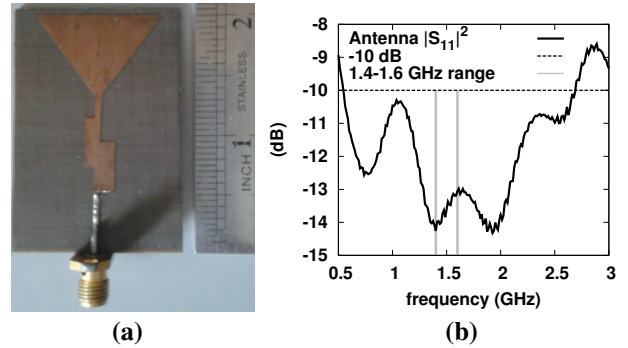 2
STAINLESS
1
INCH
Antenna |S₁₁|²
-10 dB
1.4-1.6 GHz range
-8
-9
-10
-11
-12
-13
-14
-15
(dB)
0.5 1 1.5 2 2.5 3
frequency (GHz)
(a) (b)